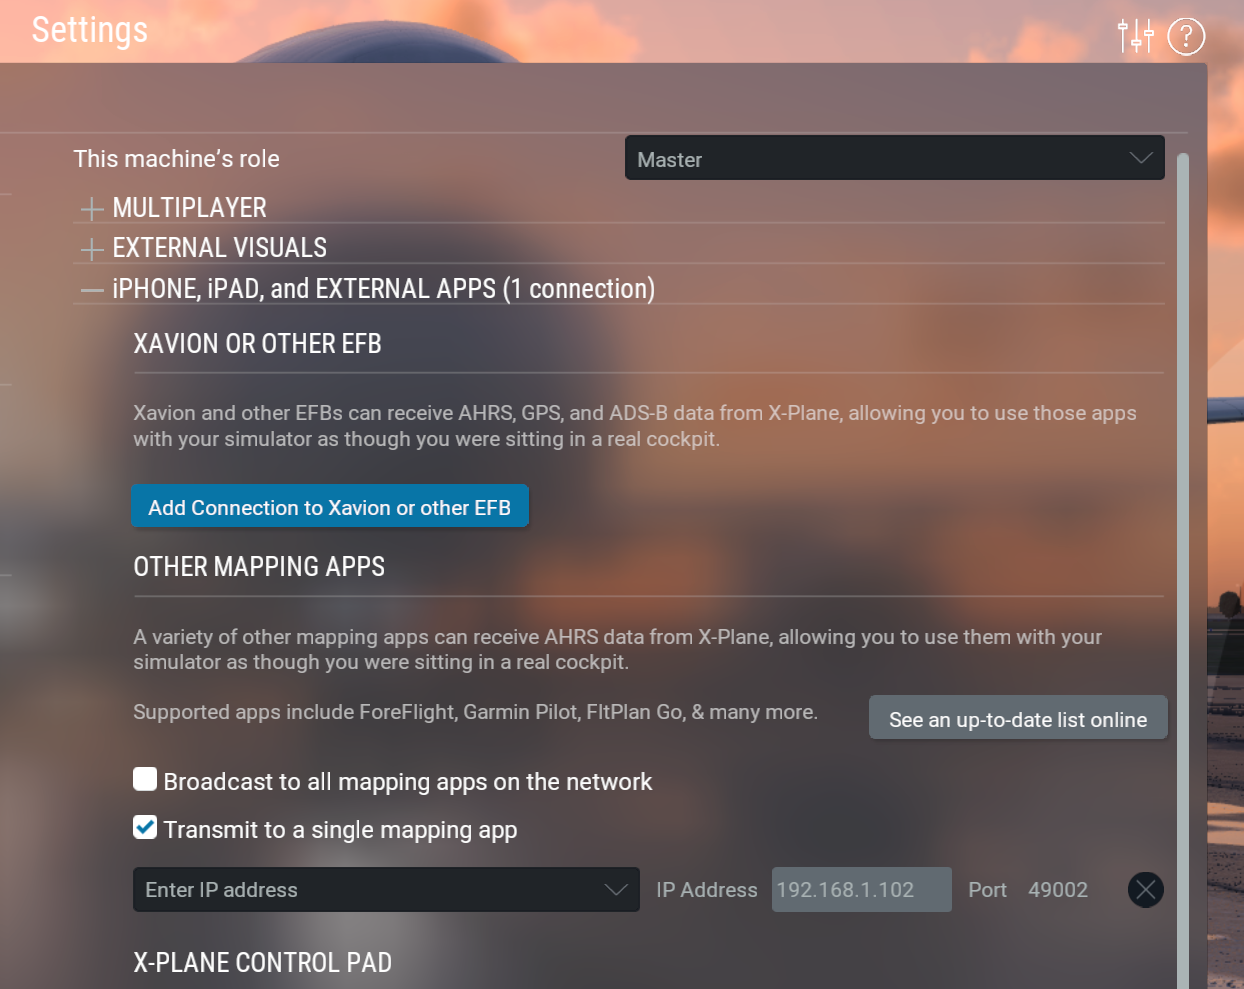 Settings
?
This machine's role
Master
MULTIPLAYER
EXTERNAL VISUALS
iPHONE, iPAD, and EXTERNAL APPS (1 connection)
XAVION OR OTHER EFB
Xavion and other EFBs can receive AHRS, GPS, and ADS-B data from X-Plane, allowing you to use those apps
with your simulator as though you were sitting in a real cockpit.
Add Connection to Xavion or other EFB
OTHER MAPPING APPS
A variety of other mapping apps can receive AHRS data from X-Plane, allowing you to use them with your
simulator as though you were sitting in a real cockpit.
Supported apps include ForeFlight, Garmin Pilot, FltPlan Go, & many more.
See an up-to-date list online
Broadcast to all mapping apps on the network
Transmit to a single mapping app
Enter IP address IP Address 192.168.1.102 Port 49002
X-PLANE CONTROL PAD